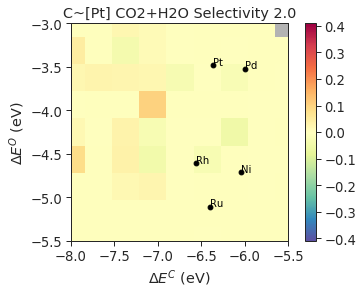 C~[Pt] CO2+H2O Selectivity 2.0
−3.0
−3.5
−4.0
−4.5
−5.0
−5.5
ΔE^O (eV)
Pt
Pd
Rh
Ni
Ru
−8.0 −7.5 −7.0 −6.5 −6.0 −5.5
ΔE^C (eV)
0.4
0.3
0.2
0.1
0.0
−0.1
−0.2
−0.3
−0.4